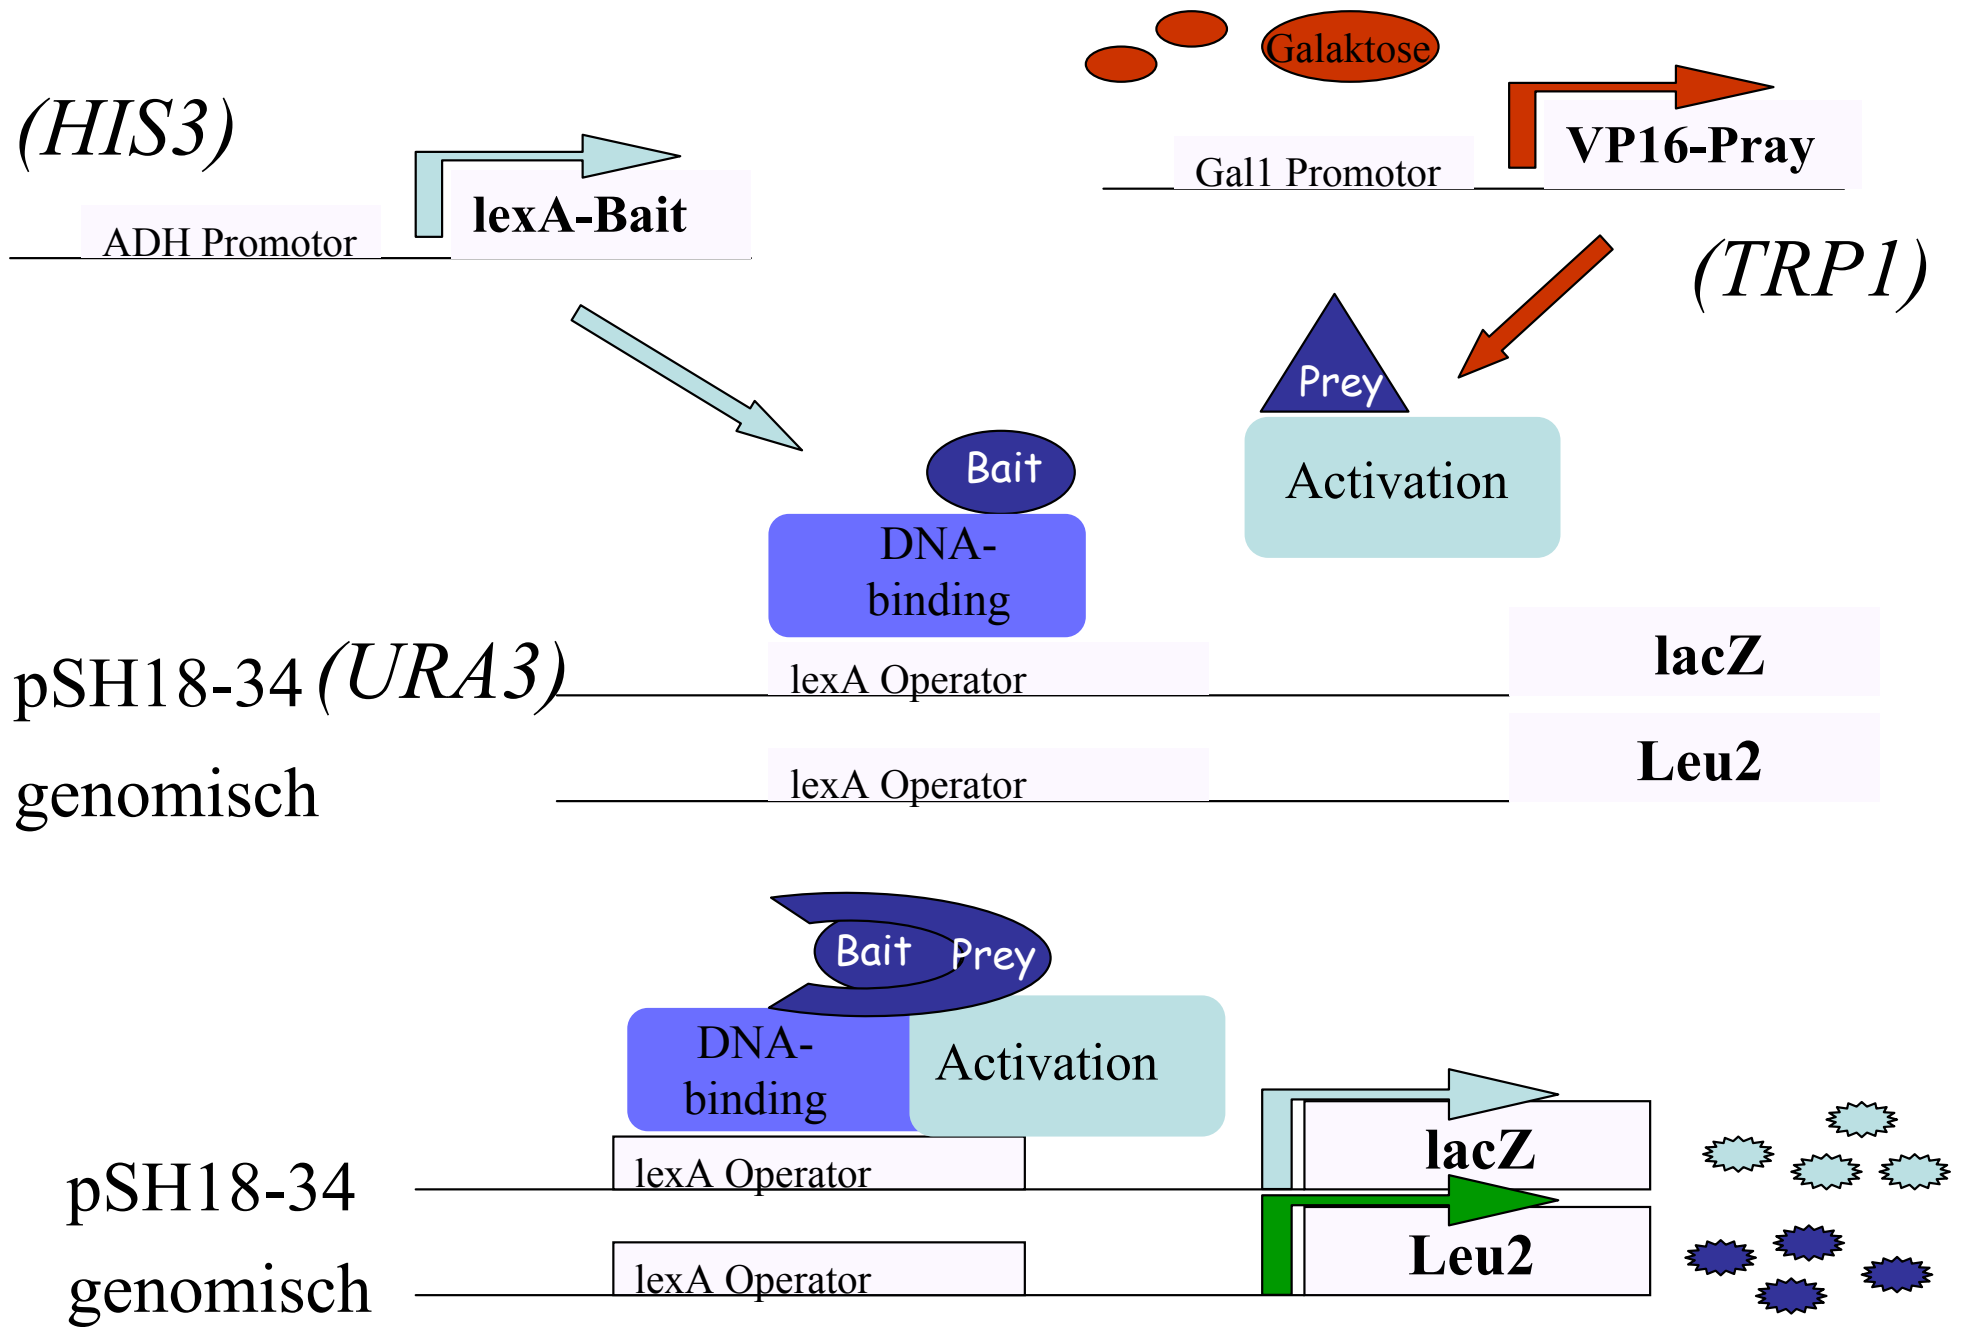 Galaktose
(HIS3)
VP16-Pray
Gal1 Promotor
lexA-Bait
ADH Promotor
(TRP1)
Prey
Bait
Activation
DNA-
binding
pSH18-34 (URA3)
lexA Operator
lacZ
genomisch
lexA Operator
Leu2
Bait
Prey
DNA-
binding
Activation
pSH18-34
lexA Operator
lacZ
genomisch
lexA Operator
Leu2